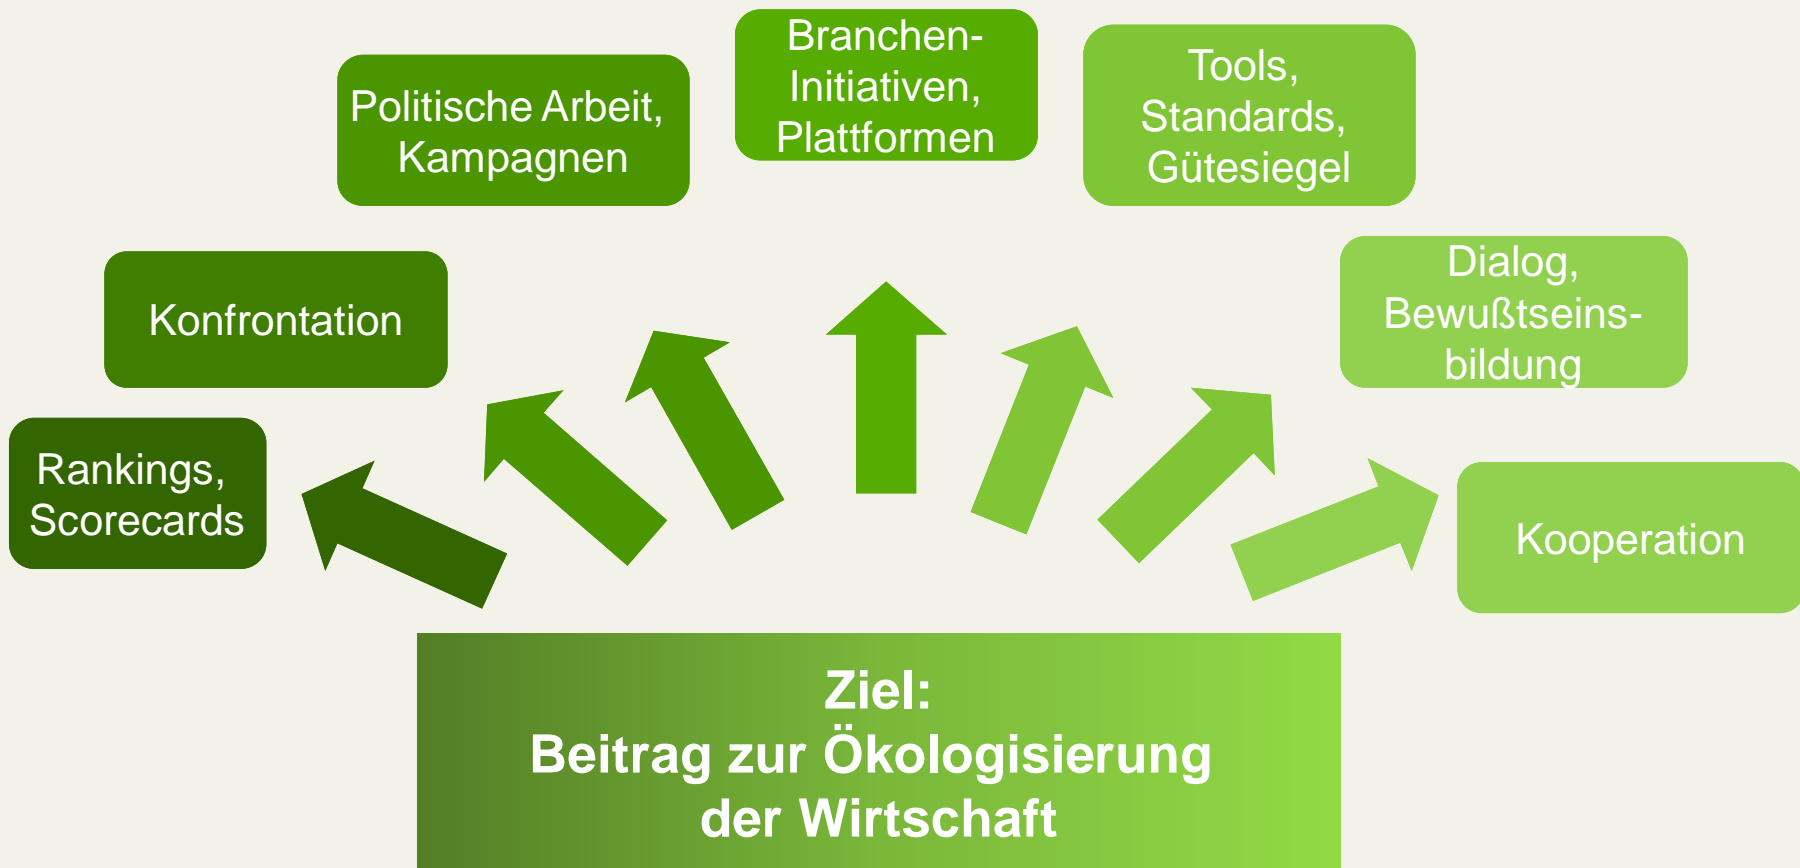 Rankings,
Scorecards
Konfrontation
Politische Arbeit,
Kampagnen
Branchen-
Initiativen,
Plattformen
Tools,
Standards,
Gütesiegel
Dialog,
Bewußtseins-
bildung
Kooperation
Ziel:
Beitrag zur Ökologisierung
der Wirtschaft